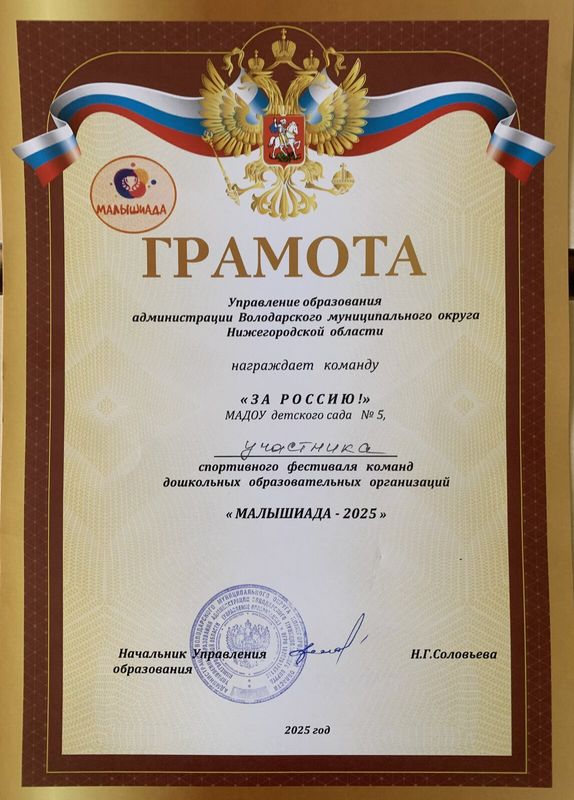 МАЛЫШИАДА
ГРАМОТА
Управление образования
администрации Володарского муниципального округа
Нижегородской области
награждает команду
«ЗА РОССИЮ!»
МАДОУ детского сада № 5,
участника
спортивного фестиваля команд
дошкольных образовательных организаций
« МАЛЫШИАДА - 2025 »
Начальник Управления
образования
Н.Г.Соловьева
2025 год